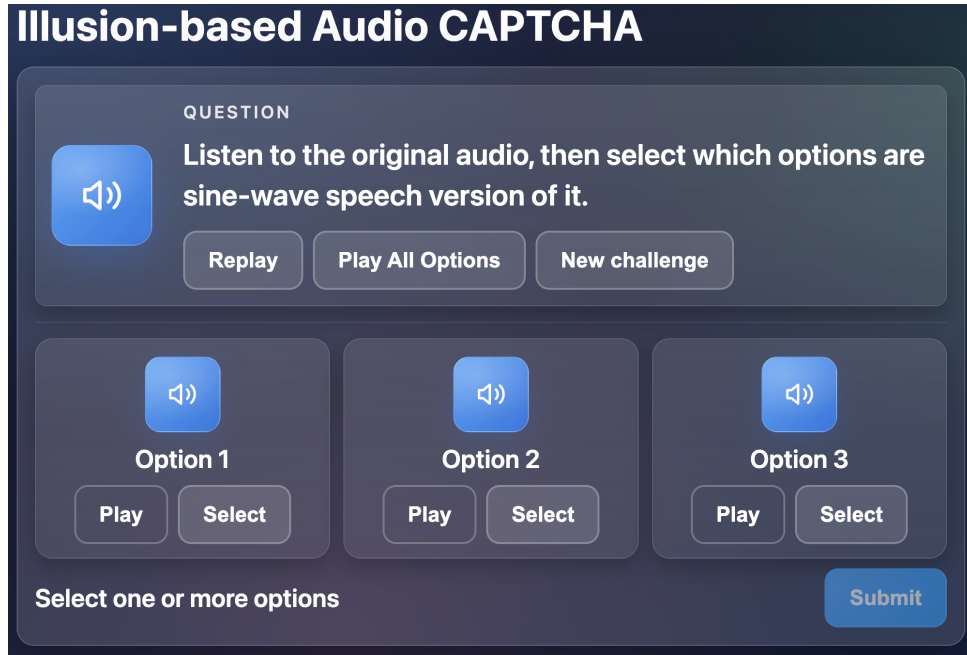 Illusion-based Audio CAPTCHA
QUESTION
Listen to the original audio, then select which options are
sine-wave speech version of it.
Replay
Play All Options
New challenge
Option 1
Option 2
Option 3
Play
Select
Play
Select
Play
Select
Select one or more options
Submit